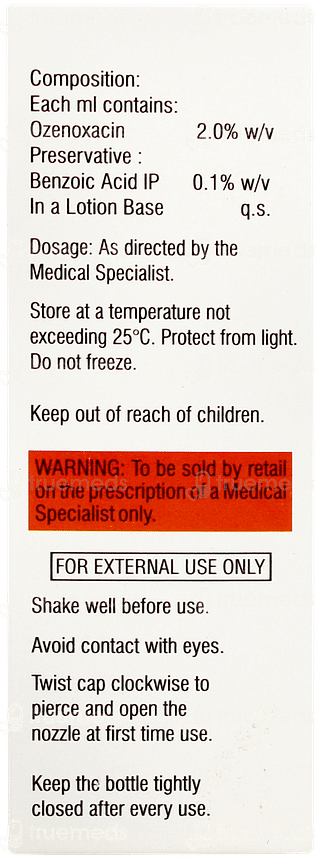 Composition:
Each ml contains:
Ozenoxacin 2.0% w/v
Preservative :
Benzoic Acid IP 0.1% w/v
In a Lotion Base q.s.
Dosage: As directed by the
Medical Specialist.
Store at a temperature not
exceeding 25°C. Protect from light.
Do not freeze.
Keep out of reach of children.
WARNING: To be sold by retail
on the prescription of a Medical
Specialist only.
FOR EXTERNAL USE ONLY
Shake well before use.
Avoid contact with eyes.
Twist cap clockwise to
pierce and open the
nozzle at first time use.
Keep the bottle tightly
closed after every use.
truemeds